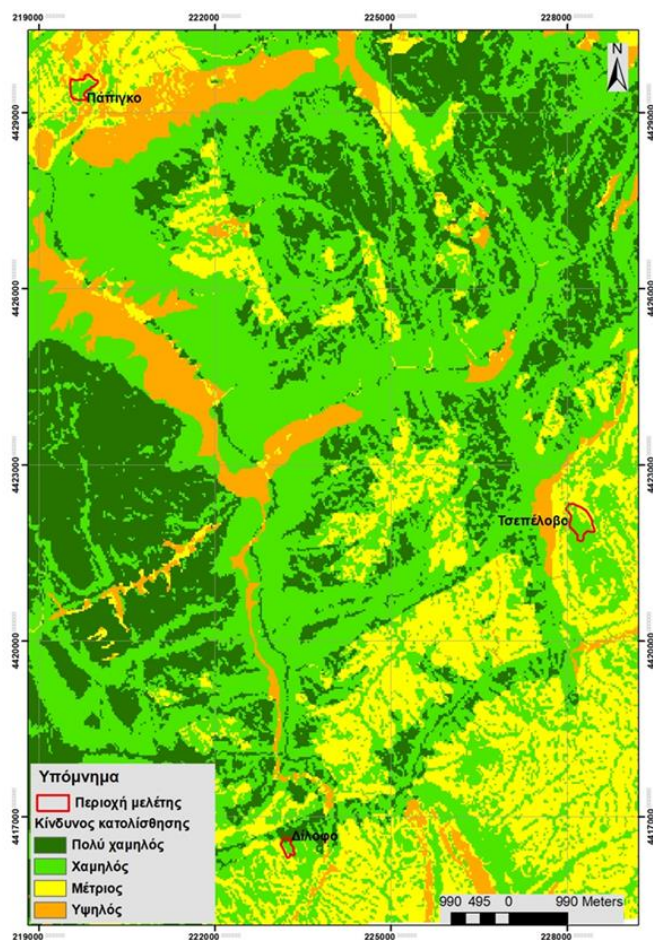 219000 222000 225000 228000
N
Πάπιγκο
4429000 4429000
4426000 4426000
4423000 4423000
Τσεπέλοβο
4420000 4420000
Υπόμνημα
Περιοχή μελέτης
Κίνδυνος κατολίσθησης
Πολύ χαμηλός
Χαμηλός
Μέτριος
Υψηλός
4417000 4417000
Δίλοφο
990 495 0 990 Meters
219000 222000 225000 228000